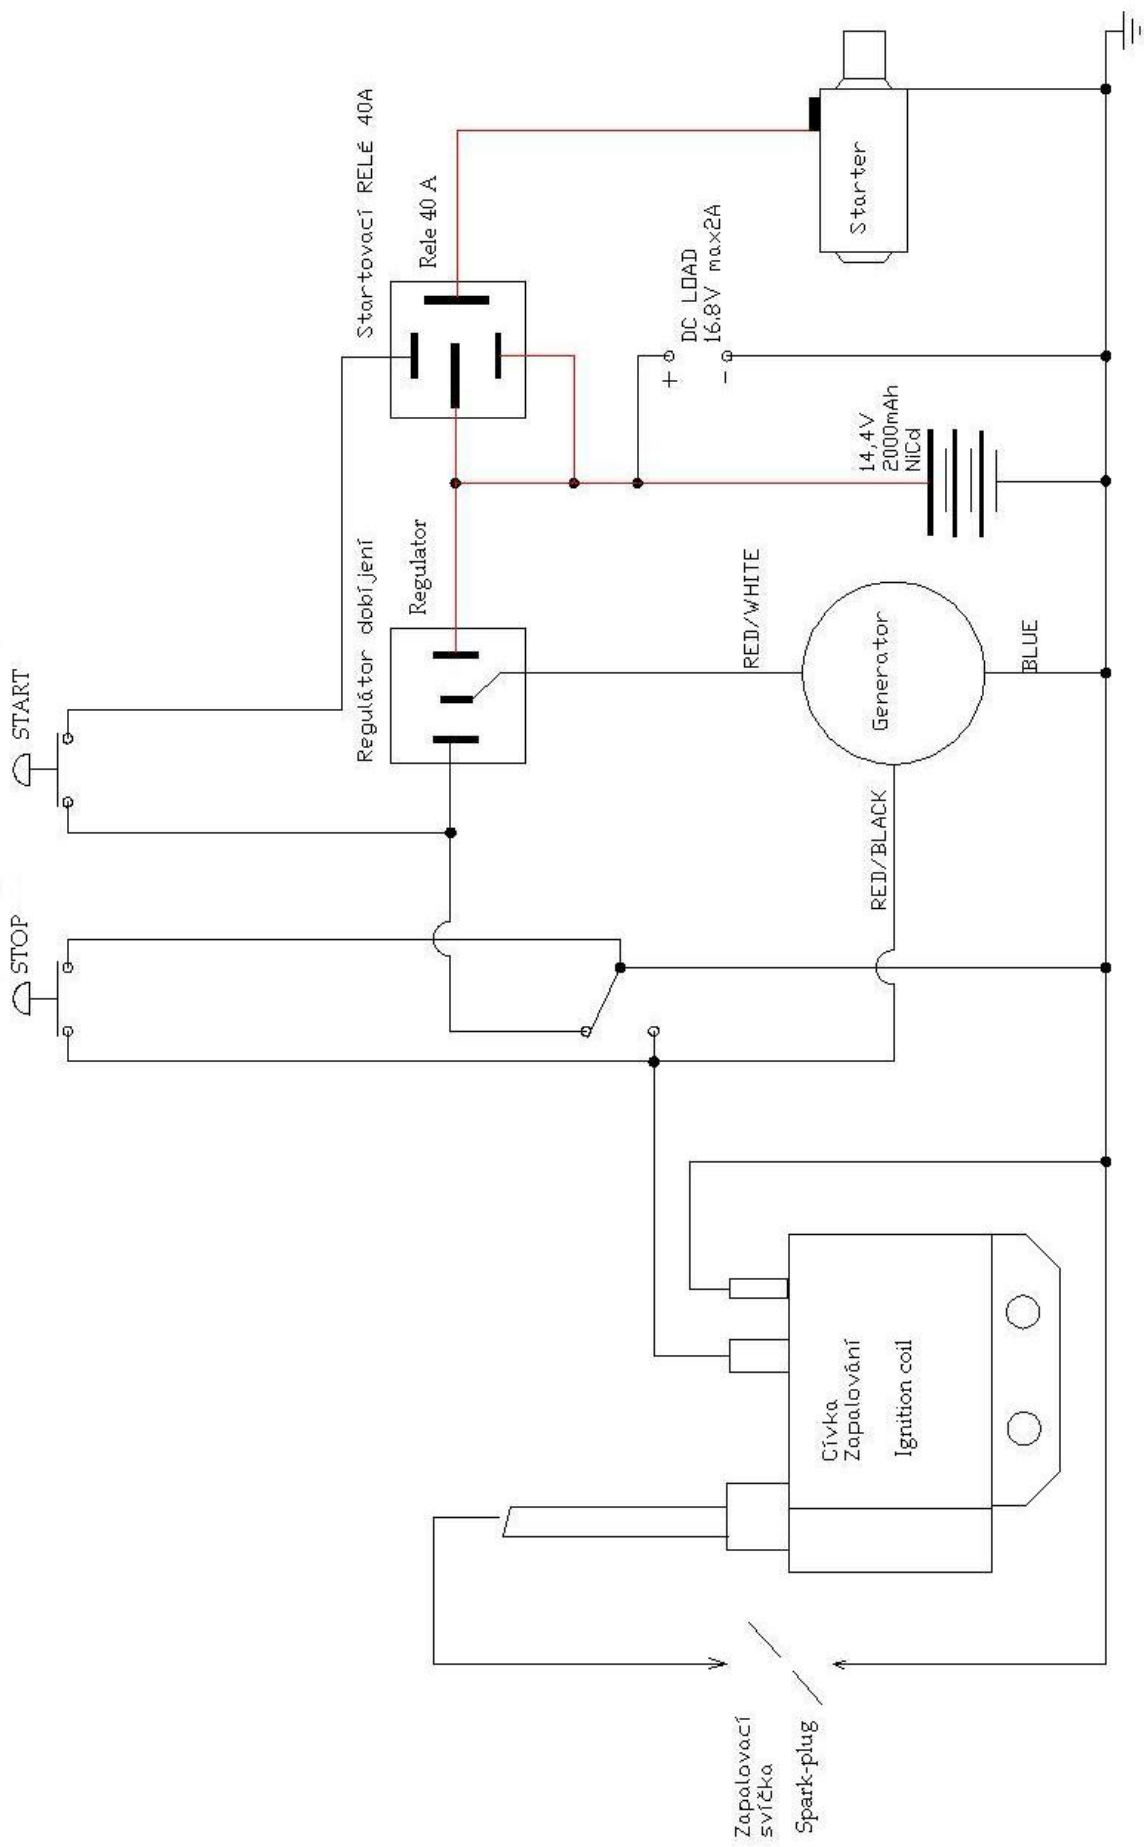 STOP
START
Startovací RELÉ 40A
Rele 40 A
Regulátor dobíjení
Regulator
DC LOAD
16.8V max2A
+
-
14,4V
2000mAh
NiCd
Starter
RED/WHITE
Generator
BLUE
RED/BLACK
Cívka
Zapalování
Ignition coil
Zapalovací
svíčka
Spark-plug